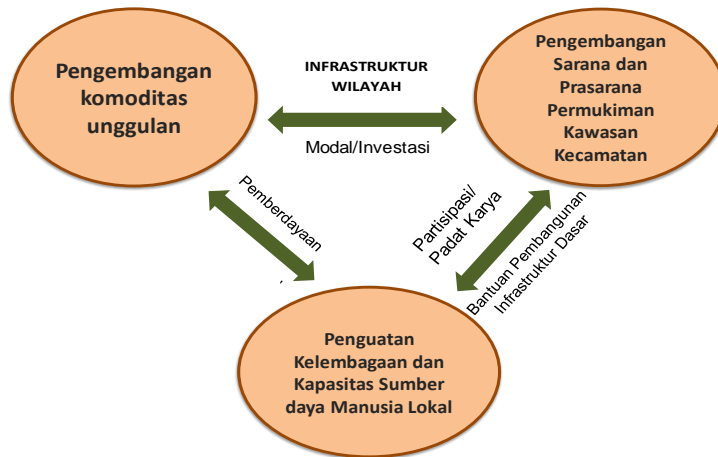 Pengembangan
komoditas
unggulan
INFRASTRUKTUR
WILAYAH
Modal/Investasi
Pengembangan
Sarana dan
Prasarana
Permukiman
Kawasan
Kecamatan
Pemberdayaan
Partisipasi/
Padat Karya
Bantuan Pembangunan
Infrastruktur Dasar
Penguatan
Kelembagaan dan
Kapasitas Sumber
daya Manusia Lokal